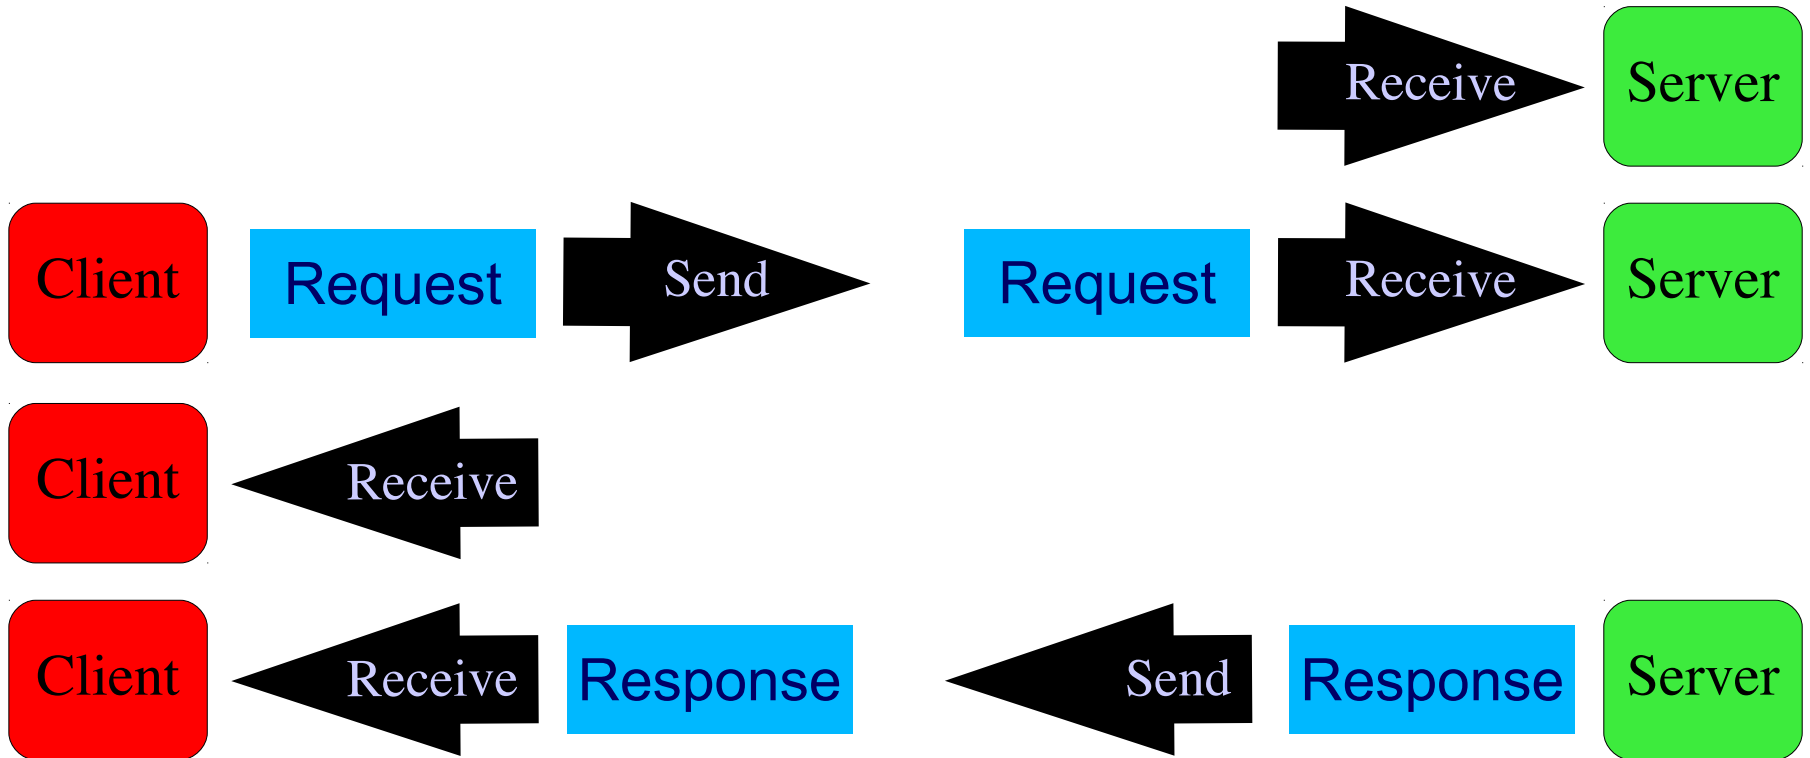 Receive Server
Client Request Send Request Receive Server
Client Receive
Client Receive Response Send Response Server